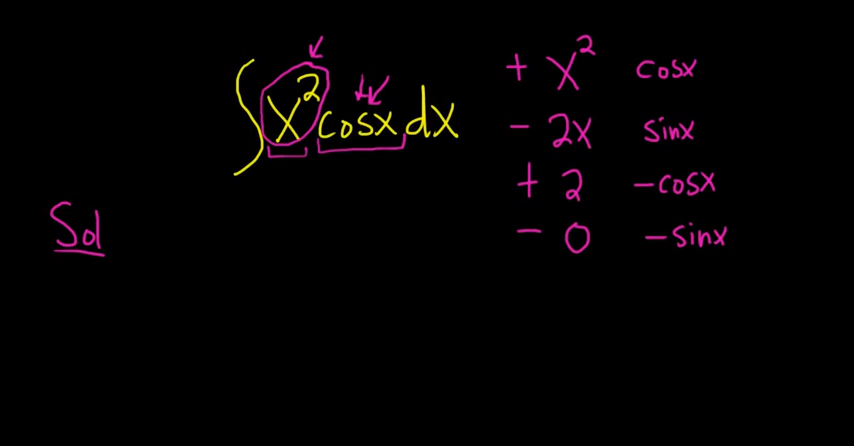 ∫x²cosx dx
+ x² cosx
- 2x sinx
+ 2 -cosx
- 0 -sinx
Sol